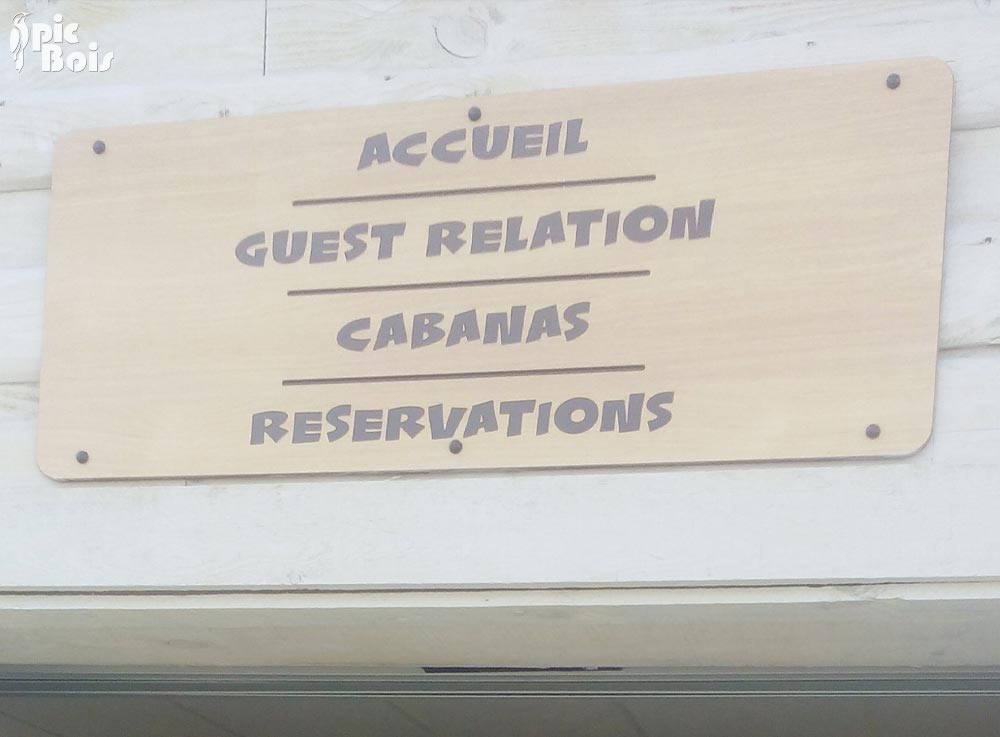 pic
Bois
ACCUEIL
GUEST RELATION
CABANAS
RESERVATIONS